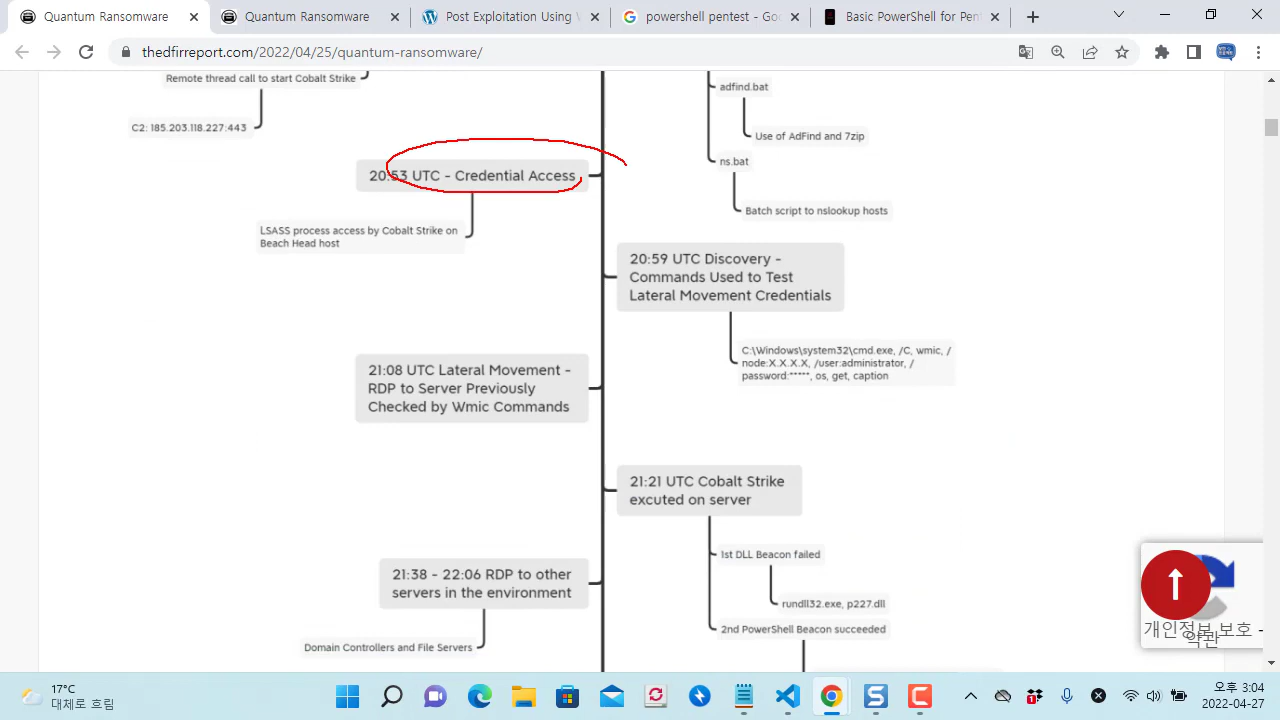 Quantum Ransomware
Quantum Ransomware
Post Exploitation Using W
powershell pentest - Goo
Basic PowerShell for Pent
thedfirreport.com/2022/04/25/quantum-ransomware/
Remote thread call to start Cobalt Strike
C2: 185.203.118.227:443
adfind.bat
Use of AdFind and 7zip
ns.bat
Batch script to nslookup hosts
20:53 UTC - Credential Access
LSASS process access by Cobalt Strike on
Beach Head host
20:59 UTC Discovery -
Commands Used to Test
Lateral Movement Credentials
C:\Windows\system32\cmd.exe, /C, wmic, /
node:X.X.X.X, /user:administrator, /
password:*****, os, get, caption
21:08 UTC Lateral Movement -
RDP to Server Previously
Checked by Wmic Commands
21:21 UTC Cobalt Strike
excuted on server
1st DLL Beacon failed
rundll32.exe, p227.dll
2nd PowerShell Beacon succeeded
21:38 - 22:06 RDP to other
servers in the environment
Domain Controllers and File Servers
개인정보 보호 -
약관
17°C
대체로 흐림
오후 3:04
2022-04-27